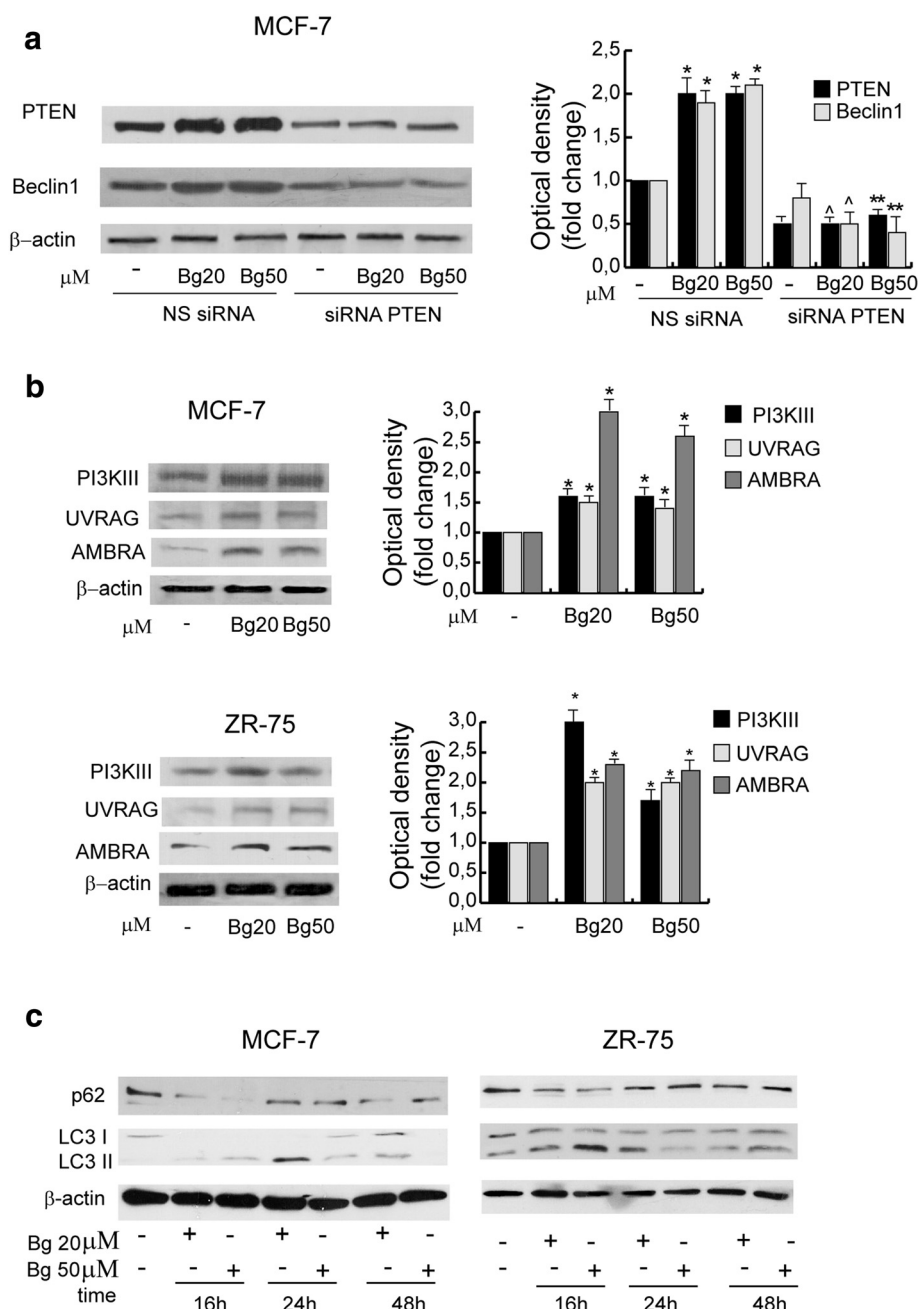 a
MCF-7
PTEN
Beclin1
β–actin
μM
- Bg20 Bg50 - Bg20 Bg50
NS siRNA siRNA PTEN
Optical density
(fold change)
2,5
2,0
1,0
0,5
0,0
* * * *
^ ^ ** **
PTEN
Beclin1
μM
- Bg20 Bg50 - Bg20 Bg50
NS siRNA siRNA PTEN
b
MCF-7
PI3KIII
UVRAG
AMBRA
β–actin
μM - Bg20 Bg50
Optical density
(fold change)
3,0
2,5
2,0
1,5
1,0
0,5
0,0
* * * * * *
PI3KIII
UVRAG
AMBRA
μM - Bg20 Bg50
ZR-75
PI3KIII
UVRAG
AMBRA
β–actin
μM - Bg20 Bg50
Optical density
(fold change)
3,0
2,5
2,0
1,5
1,0
0,5
0,0
* * * * * *
PI3KIII
UVRAG
AMBRA
μM - Bg20 Bg50
c
MCF-7
ZR-75
p62
LC3 I
LC3 II
β-actin
Bg 20μM - + - + - + - - + - + - + -
Bg 50μM - - + - + - + - - + - + - +
time 16h 24h 48h 16h 24h 48h